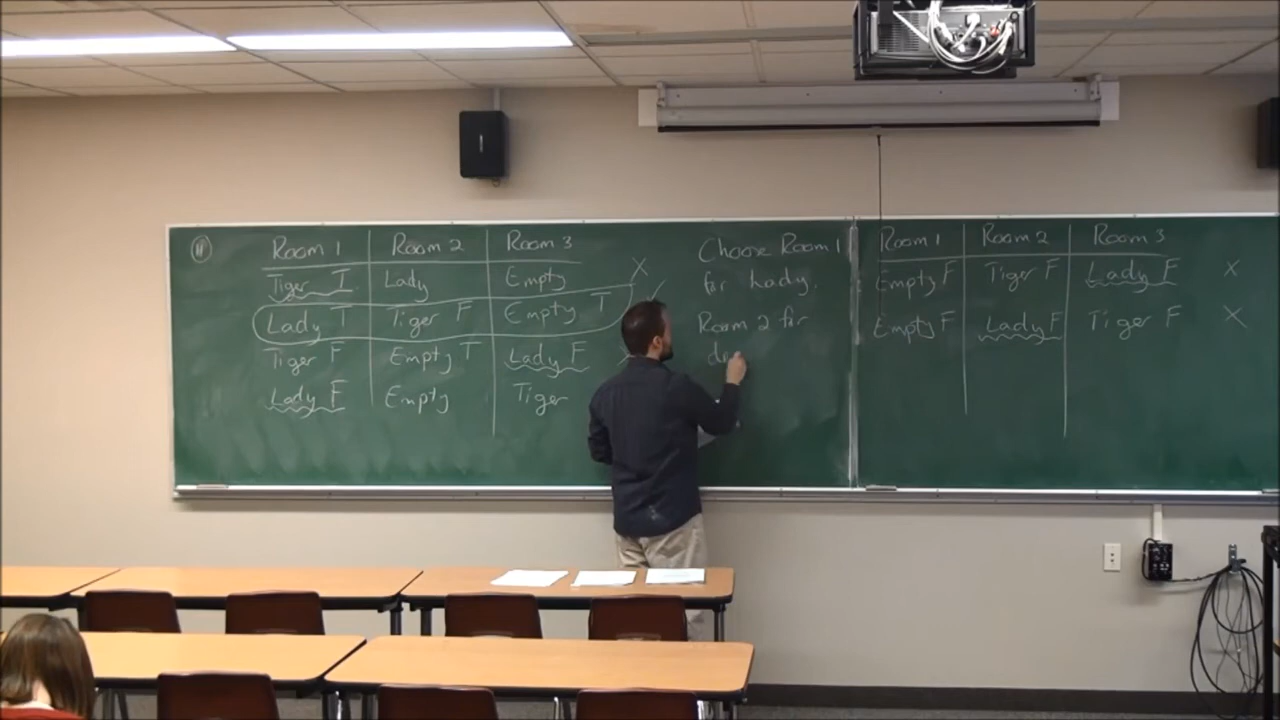 11
Room 1 Room 2 Room 3
Tiger T Lady Empty X
Lady T Tiger F Empty T ✓
Tiger F Empty T Lady F
Lady F Empty Tiger
Choose Room 1
for Lady.
Room 2 for
de
Room 1 Room 2 Room 3
Empty F Tiger F Lady F X
Empty F Lady F Tiger F X